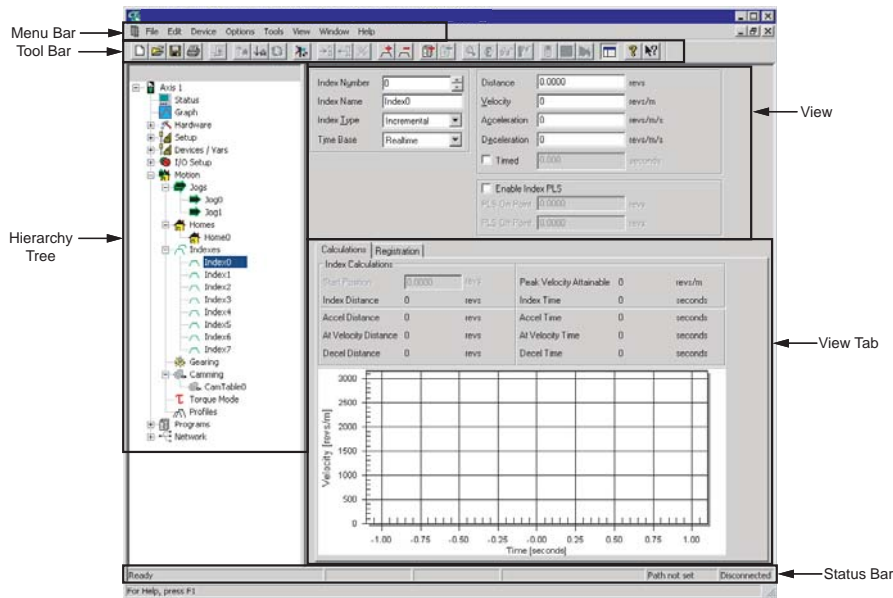 Menu Bar
Tool Bar
File Edit Device Options Tools View Window Help
Hierarchy
Tree
Axis 1
Status
Graph
Hardware
Setup
Devices / Vars
I/O Setup
Motion
Jogs
Jog0
Jog1
Homes
Home0
Indexes
Index0
Index1
Index2
Index3
Index4
Index5
Index6
Index7
Gearing
Camming
CamTable0
Torque Mode
Profiles
Programs
Network
Index Number 0
Index Name Index0
Index Type Incremental
Time Base Realtime
Distance 0.0000 revs
Velocity 0 revs/m
Acceleration 0 revs/m/s
Deceleration 0 revs/m/s
Timed 0.000 seconds
Enable Index PLS
PLS On Point 0.0000 revs
PLS Off Point 0.0000 revs
View
Calculations Registration
Index Calculations
Start Position 0.0000 revs Peak Velocity Attainable 0 revs/m
Index Distance 0 revs Index Time 0 seconds
Accel Distance 0 revs Accel Time 0 seconds
At Velocity Distance 0 revs At Velocity Time 0 seconds
Decel Distance 0 revs Decel Time 0 seconds
View Tab
Velocity [revs/m]
3000
2500
2000
1500
1000
500
0
-1.00 -0.75 -0.50 -0.25 -0.00 0.25 0.50 0.75 1.00
Time [seconds]
Ready Path not set Disconnected
Status Bar
For Help, press F1